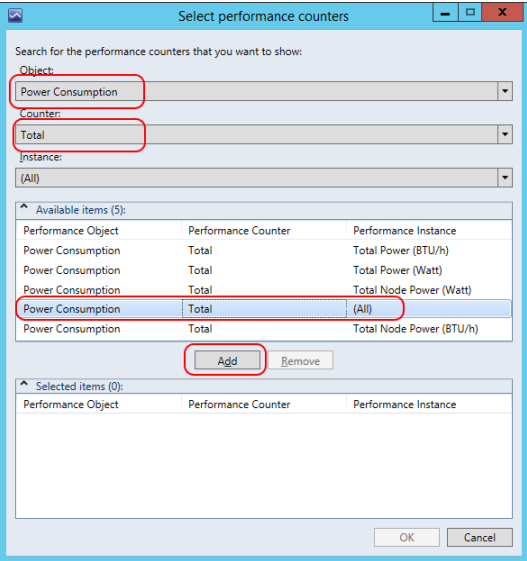 Select performance counters
Search for the performance counters that you want to show:
Object:
Power Consumption
Counter:
Total
Instance:
(All)
Available items (5):
Performance Object Performance Counter Performance Instance
Power Consumption Total Total Power (BTU/h)
Power Consumption Total Total Power (Watt)
Power Consumption Total Total Node Power (Watt)
Power Consumption Total (All)
Power Consumption Total Total Node Power (BTU/h)
Add Remove
Selected items (0):
Performance Object Performance Counter Performance Instance
OK Cancel